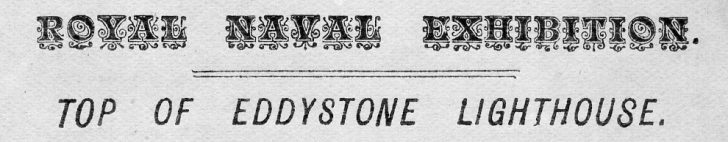 ROYAL NAVAL EXHIBITION.
TOP OF EDDYSTONE LIGHTHOUSE.